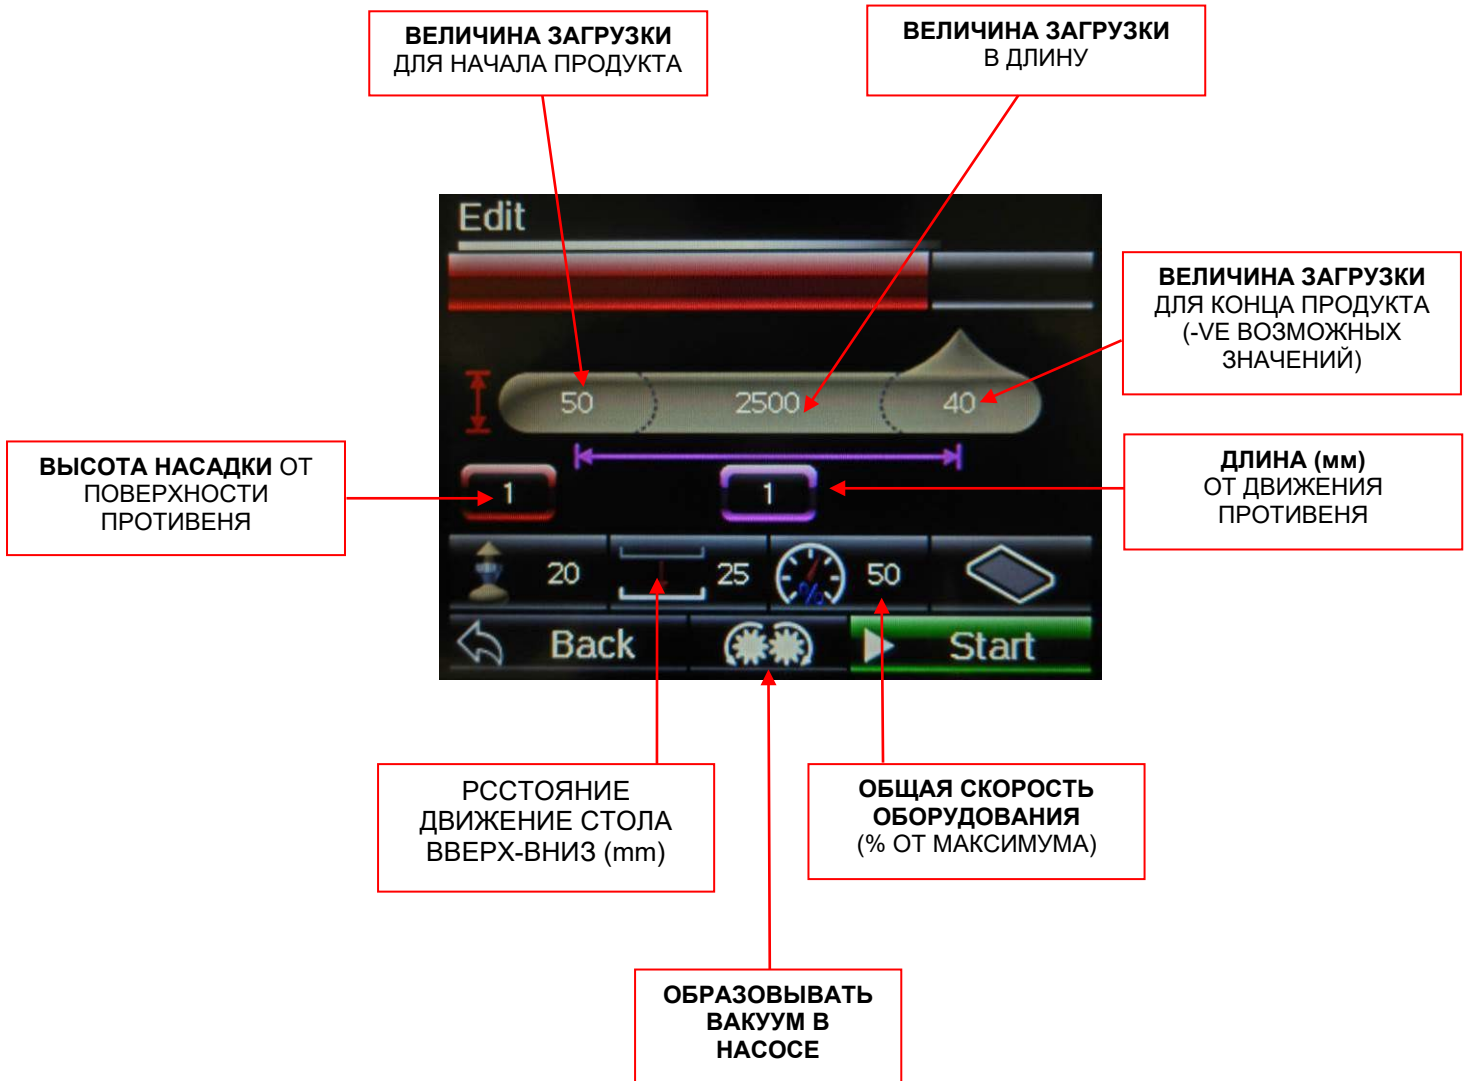 ВЕЛИЧИНА ЗАГРУЗКИ
ДЛЯ НАЧАЛА ПРОДУКТА
ВЕЛИЧИНА ЗАГРУЗКИ
В ДЛИНУ
Edit
ВЕЛИЧИНА ЗАГРУЗКИ
ДЛЯ КОНЦА ПРОДУКТА
(-VE ВОЗМОЖНЫХ
ЗНАЧЕНИЙ)
50
2500
40
ВЫСОТА НАСАДКИ ОТ
ПОВЕРХНОСТИ
ПРОТИВЕНЯ
1
1
ДЛИНА (мм)
ОТ ДВИЖЕНИЯ
ПРОТИВЕНЯ
20
25
%
50
Back
Start
РССТОЯНИЕ
ДВИЖЕНИЕ СТОЛА
ВВЕРХ-ВНИЗ (mm)
ОБЩАЯ СКОРОСТЬ
ОБОРУДОВАНИЯ
(% ОТ МАКСИМУМА)
ОБРАЗОВЫВАТЬ
ВАКУУМ В
НАСОСЕ